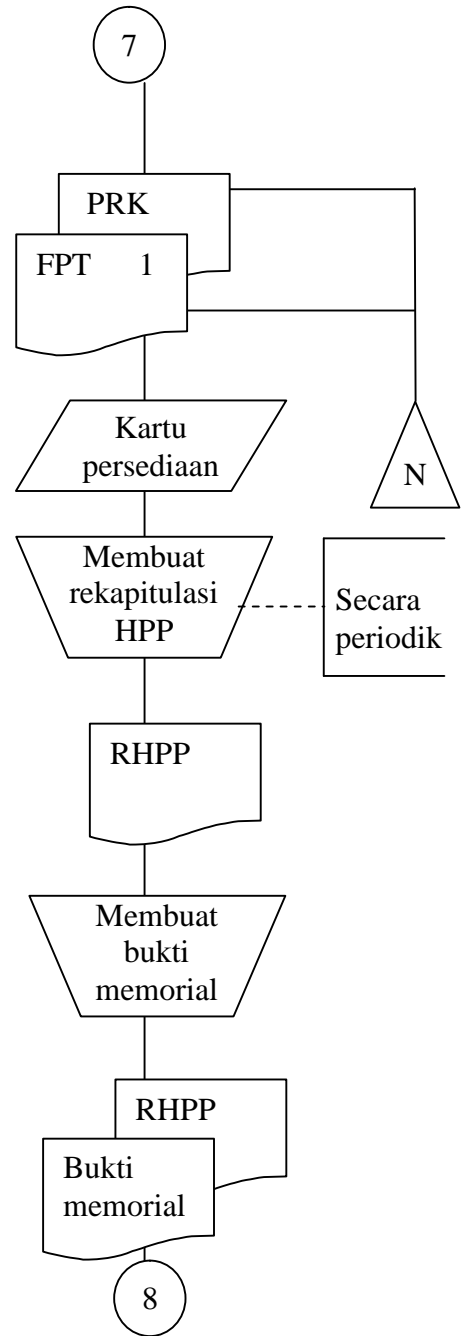 7
PRK
FPT 1
Kartu
persediaan
N
Membuat
rekapitulasi
HPP
Secara
periodik
RHPP
Membuat
bukti
memorial
RHPP
Bukti
memorial
8